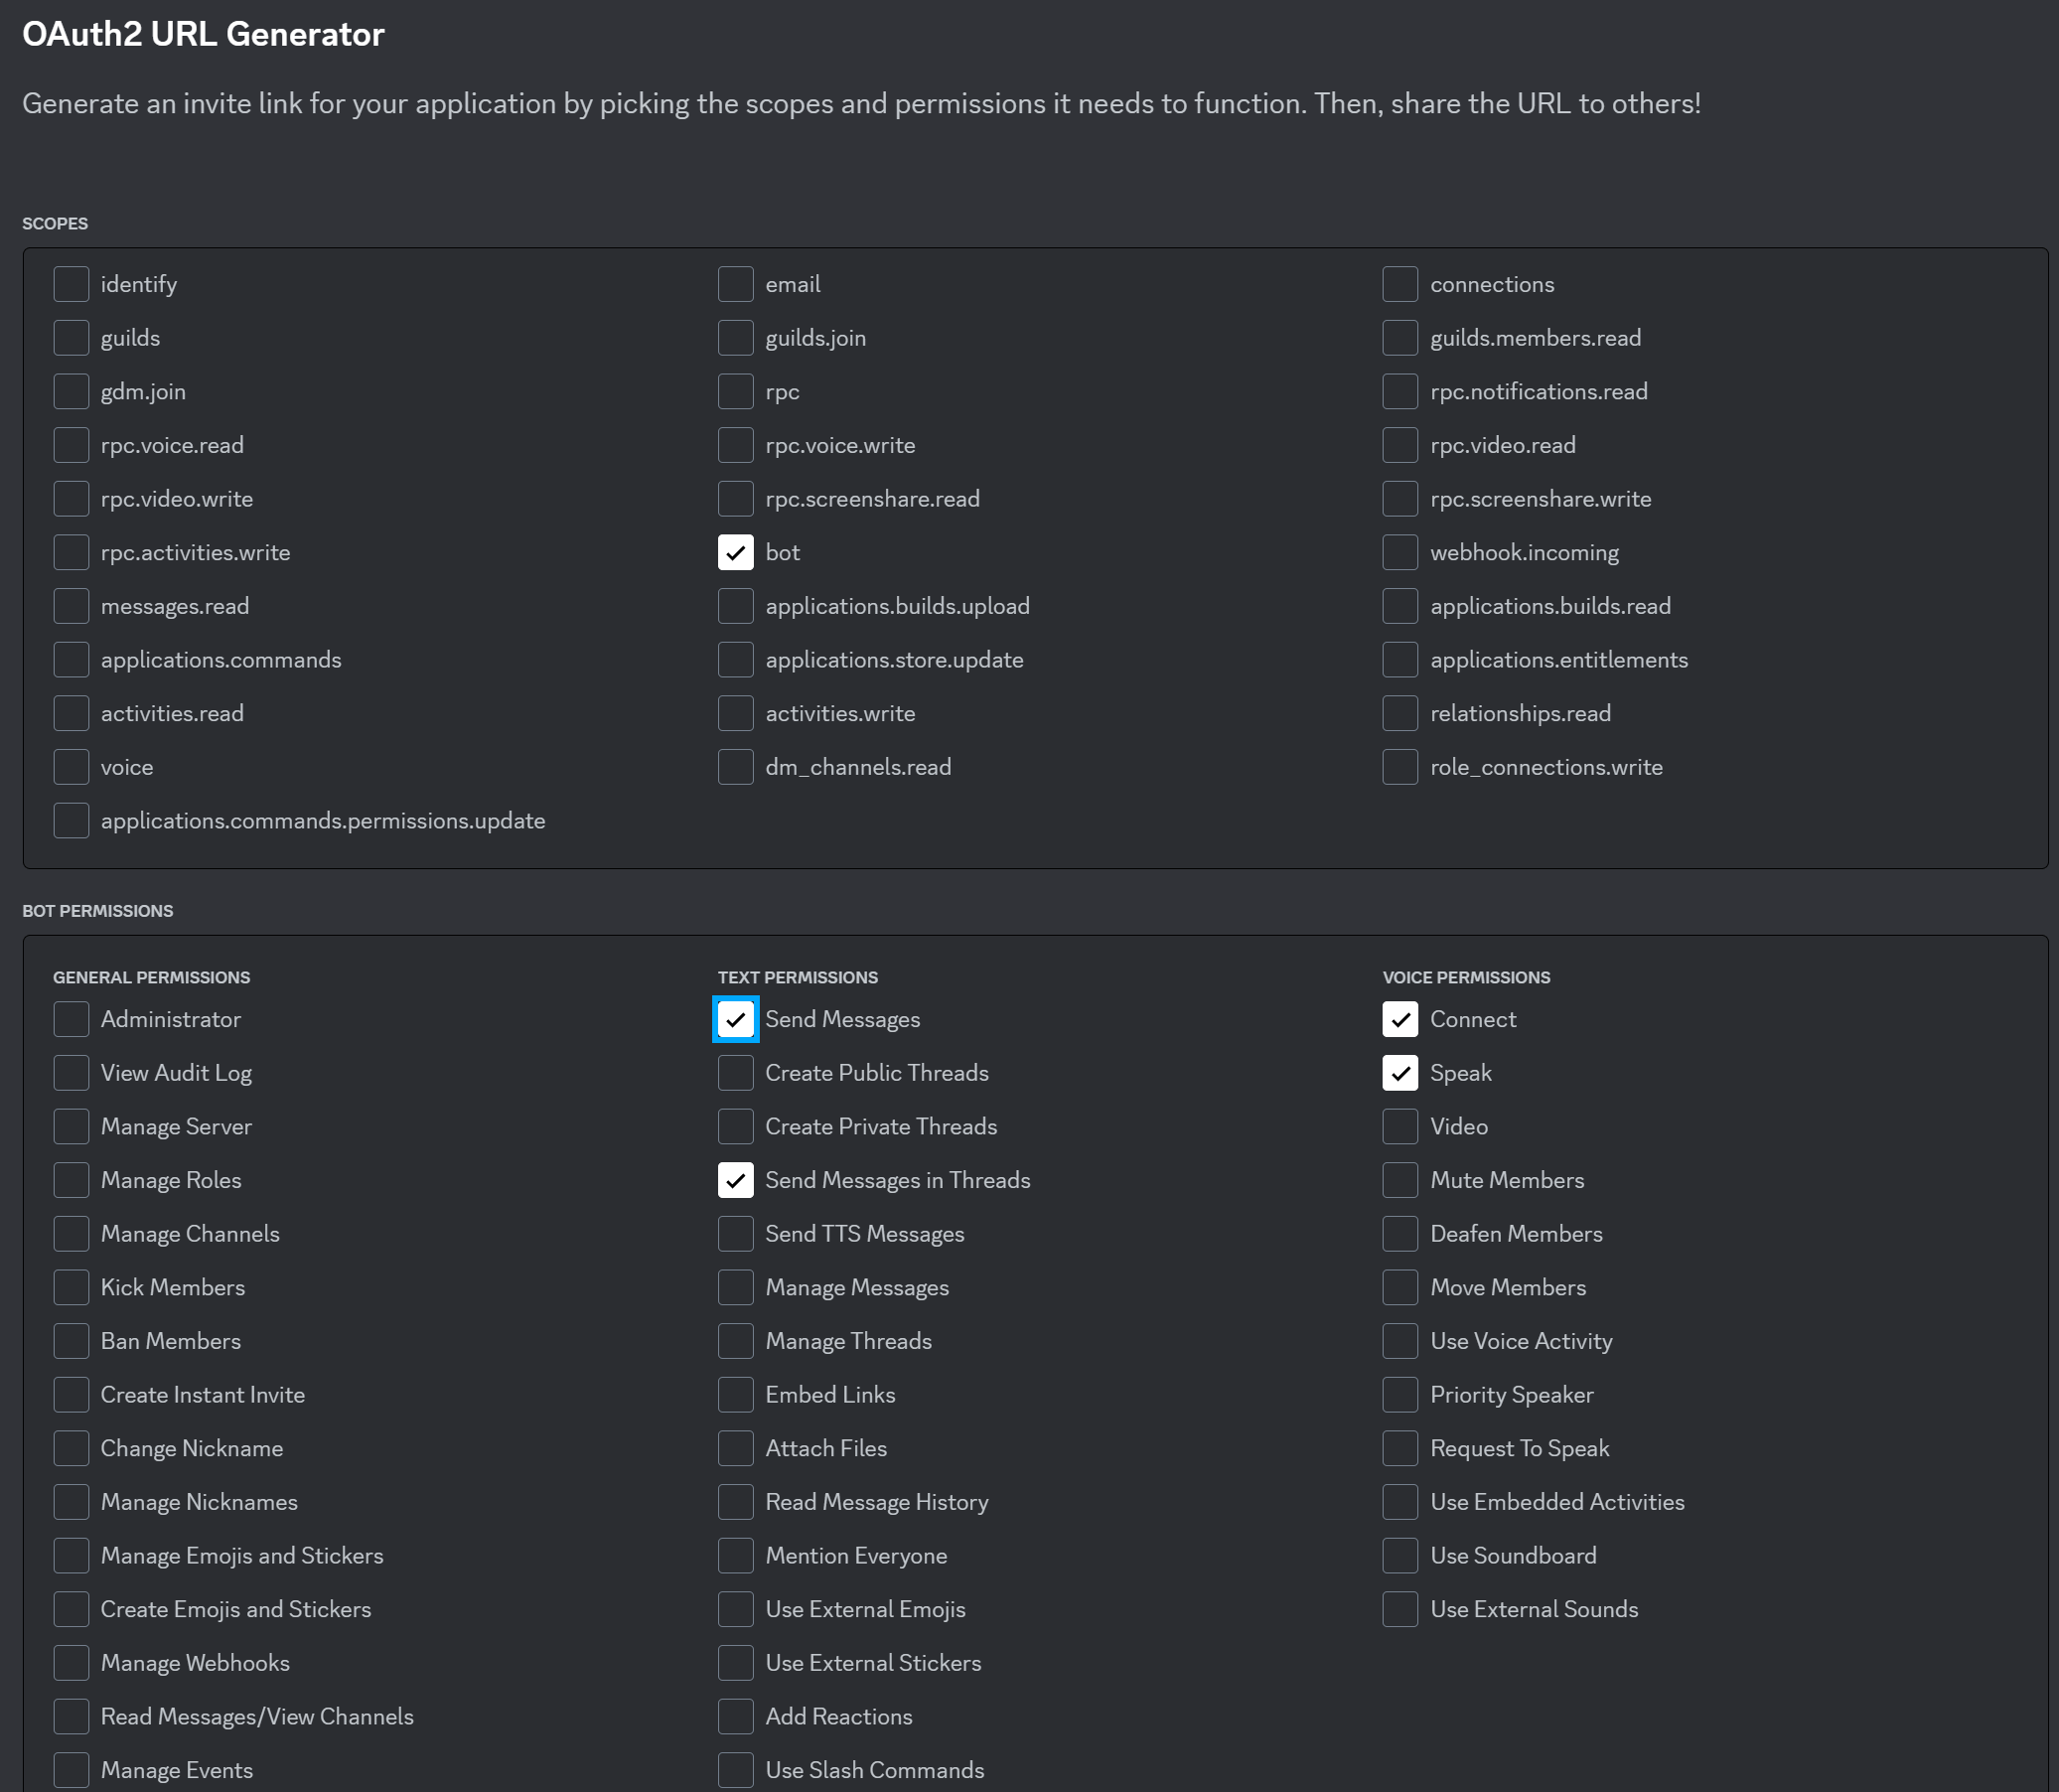 OAuth2 URL Generator
Generate an invite link for your application by picking the scopes and permissions it needs to function. Then, share the URL to others!
SCOPES
identify
email
connections
guilds
guilds.join
guilds.members.read
gdm.join
rpc
rpc.notifications.read
rpc.voice.read
rpc.voice.write
rpc.video.read
rpc.video.write
rpc.screenshare.read
rpc.screenshare.write
rpc.activities.write
bot
webhook.incoming
messages.read
applications.builds.upload
applications.builds.read
applications.commands
applications.store.update
applications.entitlements
activities.read
activities.write
relationships.read
voice
dm_channels.read
role_connections.write
applications.commands.permissions.update
BOT PERMISSIONS
GENERAL PERMISSIONS
Administrator
View Audit Log
Manage Server
Manage Roles
Manage Channels
Kick Members
Ban Members
Create Instant Invite
Change Nickname
Manage Nicknames
Manage Emojis and Stickers
Create Emojis and Stickers
Manage Webhooks
Read Messages/View Channels
Manage Events
TEXT PERMISSIONS
Send Messages
Create Public Threads
Create Private Threads
Send Messages in Threads
Send TTS Messages
Manage Messages
Manage Threads
Embed Links
Attach Files
Read Message History
Mention Everyone
Use External Emojis
Use External Stickers
Add Reactions
Use Slash Commands
VOICE PERMISSIONS
Connect
Speak
Video
Mute Members
Deafen Members
Move Members
Use Voice Activity
Priority Speaker
Request To Speak
Use Embedded Activities
Use Soundboard
Use External Sounds